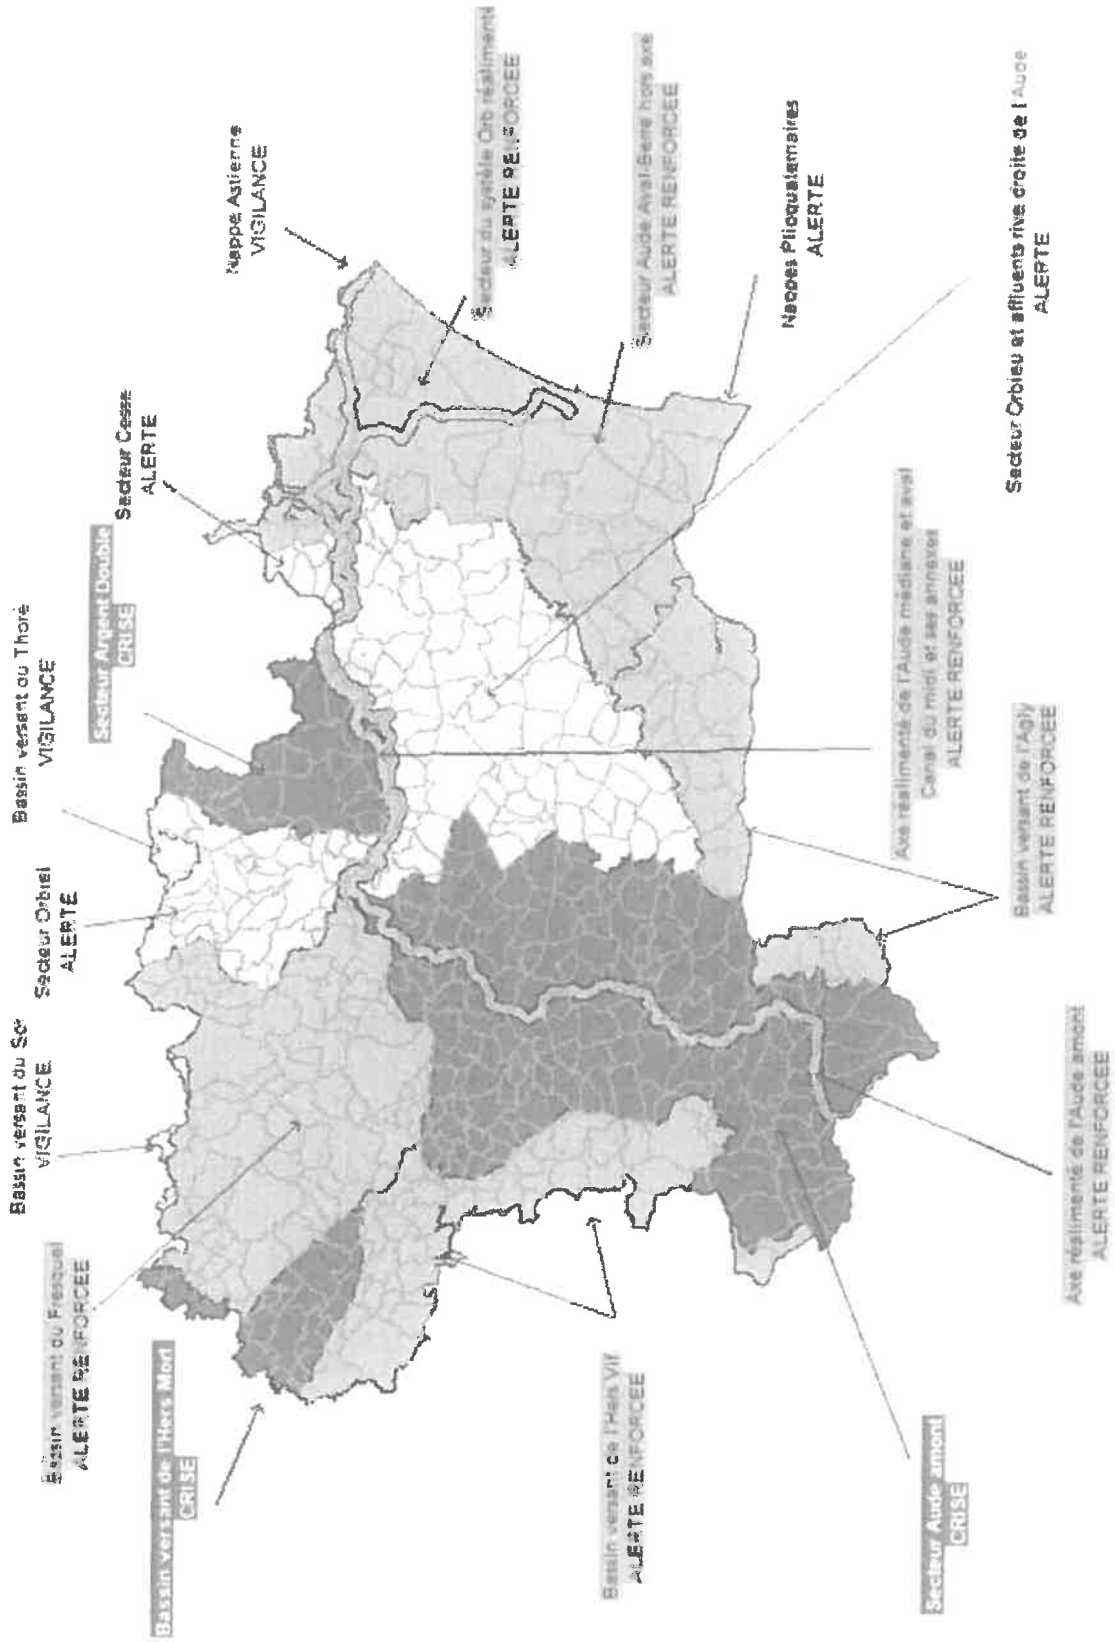 Bassin versant de l'Hers Mort
CRISE
Bassin versant du Fresquel
ALERTE RENFORCEE
Bassin versant du Sor
VIGILANCE
Secteur Orbiel
ALERTE
Bassin versant du Thoré
VIGILANCE
Secteur Argent Double
CRISE
Secteur Cesse
ALERTE
Nappe Astienne
VIGILANCE
Secteur du systèle Orb réalimenté
ALERTE RENFORCEE
Secteur Aude Aval-Berre hors axe
ALERTE RENFORCEE
Nappes Plioquaternaires
ALERTE
Secteur Orbieu et affluents rive droite de l'Aude
ALERTE
Axe réalimenté de l'Aude médiane et aval
Canal du midi et ses annexes
ALERTE RENFORCEE
Bassin versant de l'Agly
ALERTE RENFORCEE
Axe réalimenté de l'Aude amont
ALERTE RENFORCEE
Secteur Aude amont
CRISE
Bassin versant de l'Hers Vif
ALERTE RENFORCEE